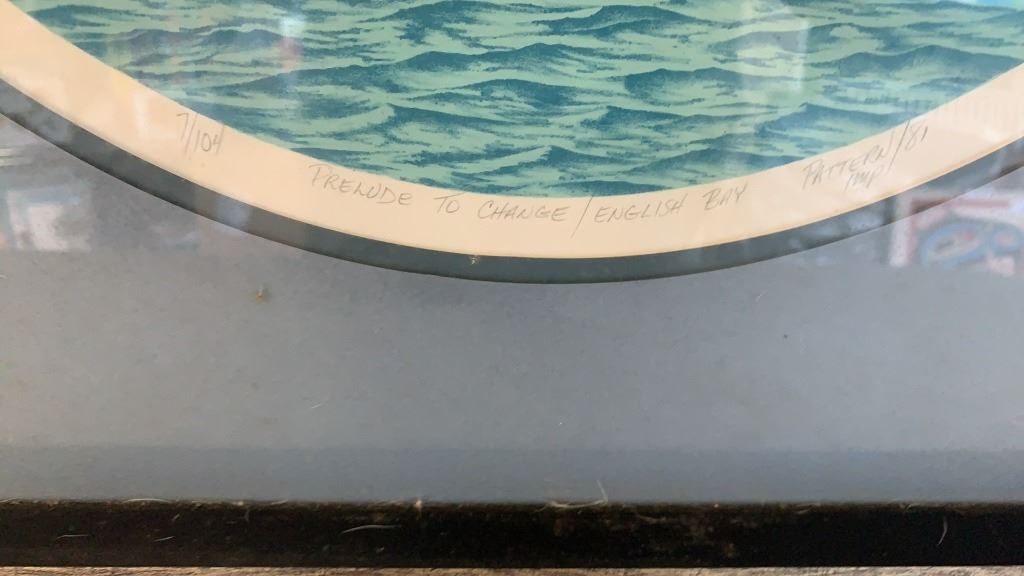 7/104
PRELUDE TO CHANGE/ENGLISH BAY
PATTERN/81
imp